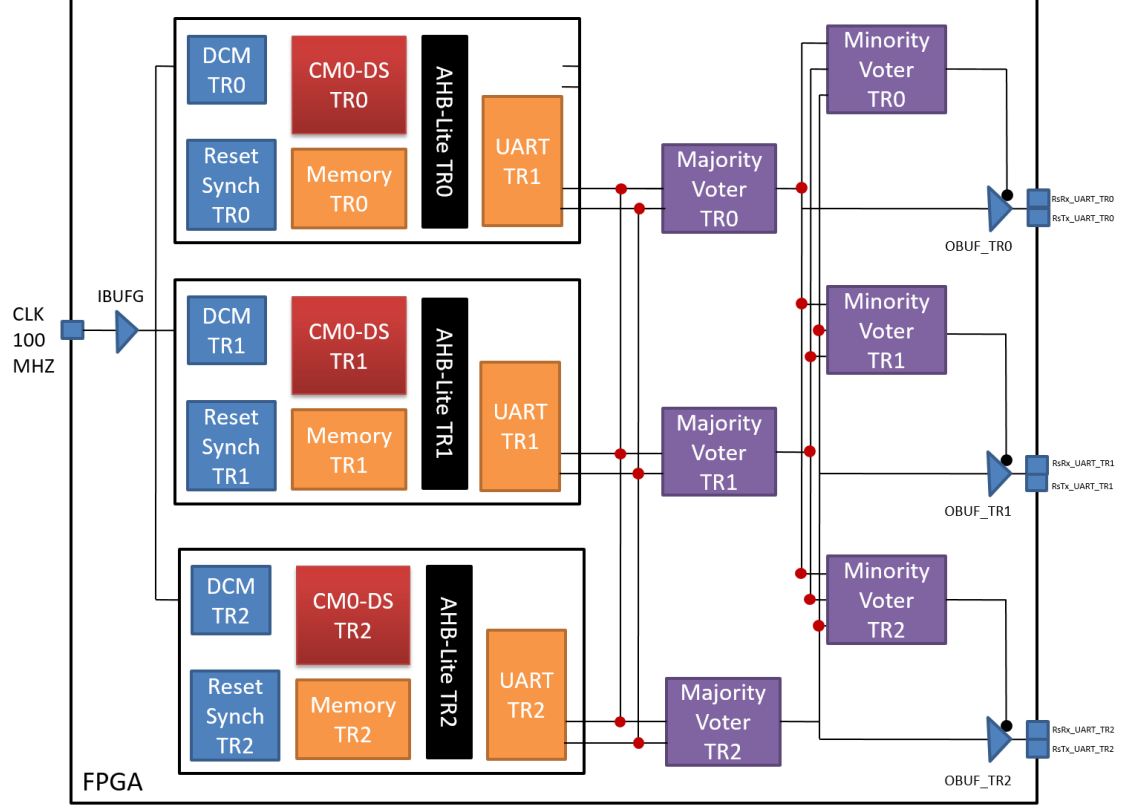 DCM
TR0
CM0-DS
TR0
AHB-Lite TR0
Reset
Synch
TR0
Memory
TR0
UART
TR1
Majority
Voter
TR0
Minority
Voter
TR0
RsRx_UART_TR0
RsTx_UART_TR0
OBUF_TR0
CLK
100
MHZ
IBUFG
DCM
TR1
CM0-DS
TR1
AHB-Lite TR1
Reset
Synch
TR1
Memory
TR1
UART
TR1
Majority
Voter
TR1
Minority
Voter
TR1
RsRx_UART_TR1
RsTx_UART_TR1
OBUF_TR1
DCM
TR2
CM0-DS
TR2
AHB-Lite TR2
Reset
Synch
TR2
Memory
TR2
UART
TR2
Majority
Voter
TR2
Minority
Voter
TR2
RsRx_UART_TR2
RsTx_UART_TR2
OBUF_TR2
FPGA